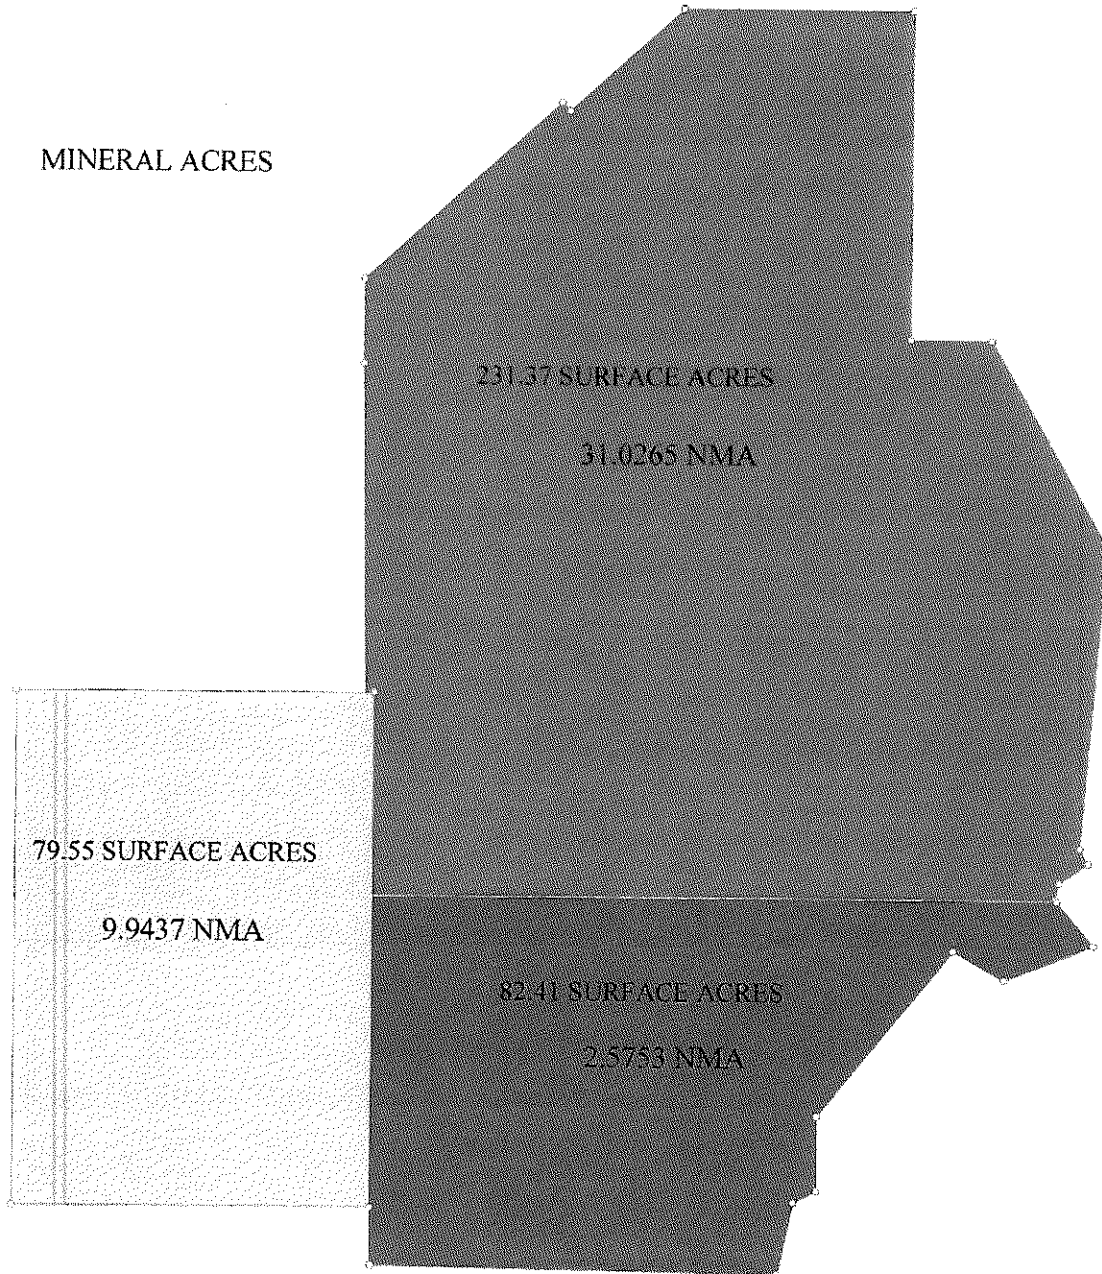 MINERAL ACRES
231.37 SURFACE ACRES
31.0265 NMA
79.55 SURFACE ACRES
9.9437 NMA
82.41 SURFACE ACRES
2.5753 NMA